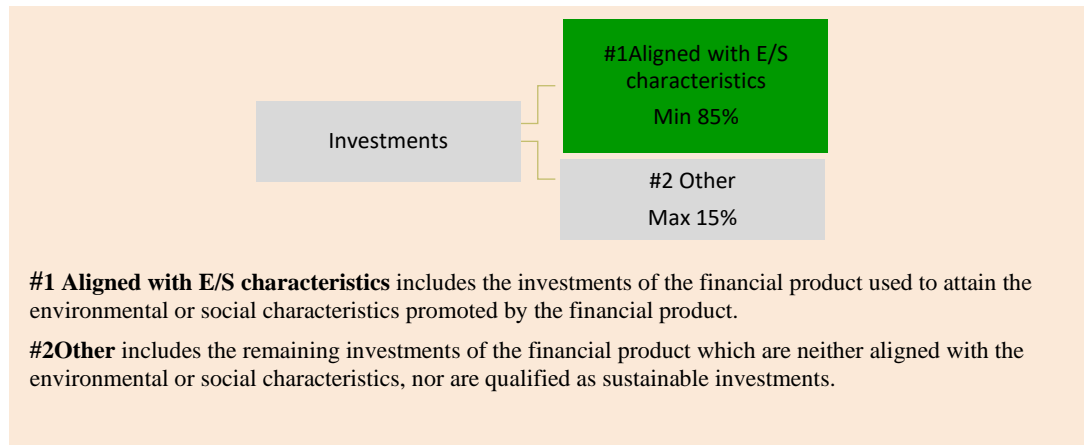 #1Aligned with E/S
characteristics
Min 85%
Investments
#2 Other
Max 15%
#1 Aligned with E/S characteristics includes the investments of the financial product used to attain the
environmental or social characteristics promoted by the financial product.
#2Other includes the remaining investments of the financial product which are neither aligned with the
environmental or social characteristics, nor are qualified as sustainable investments.